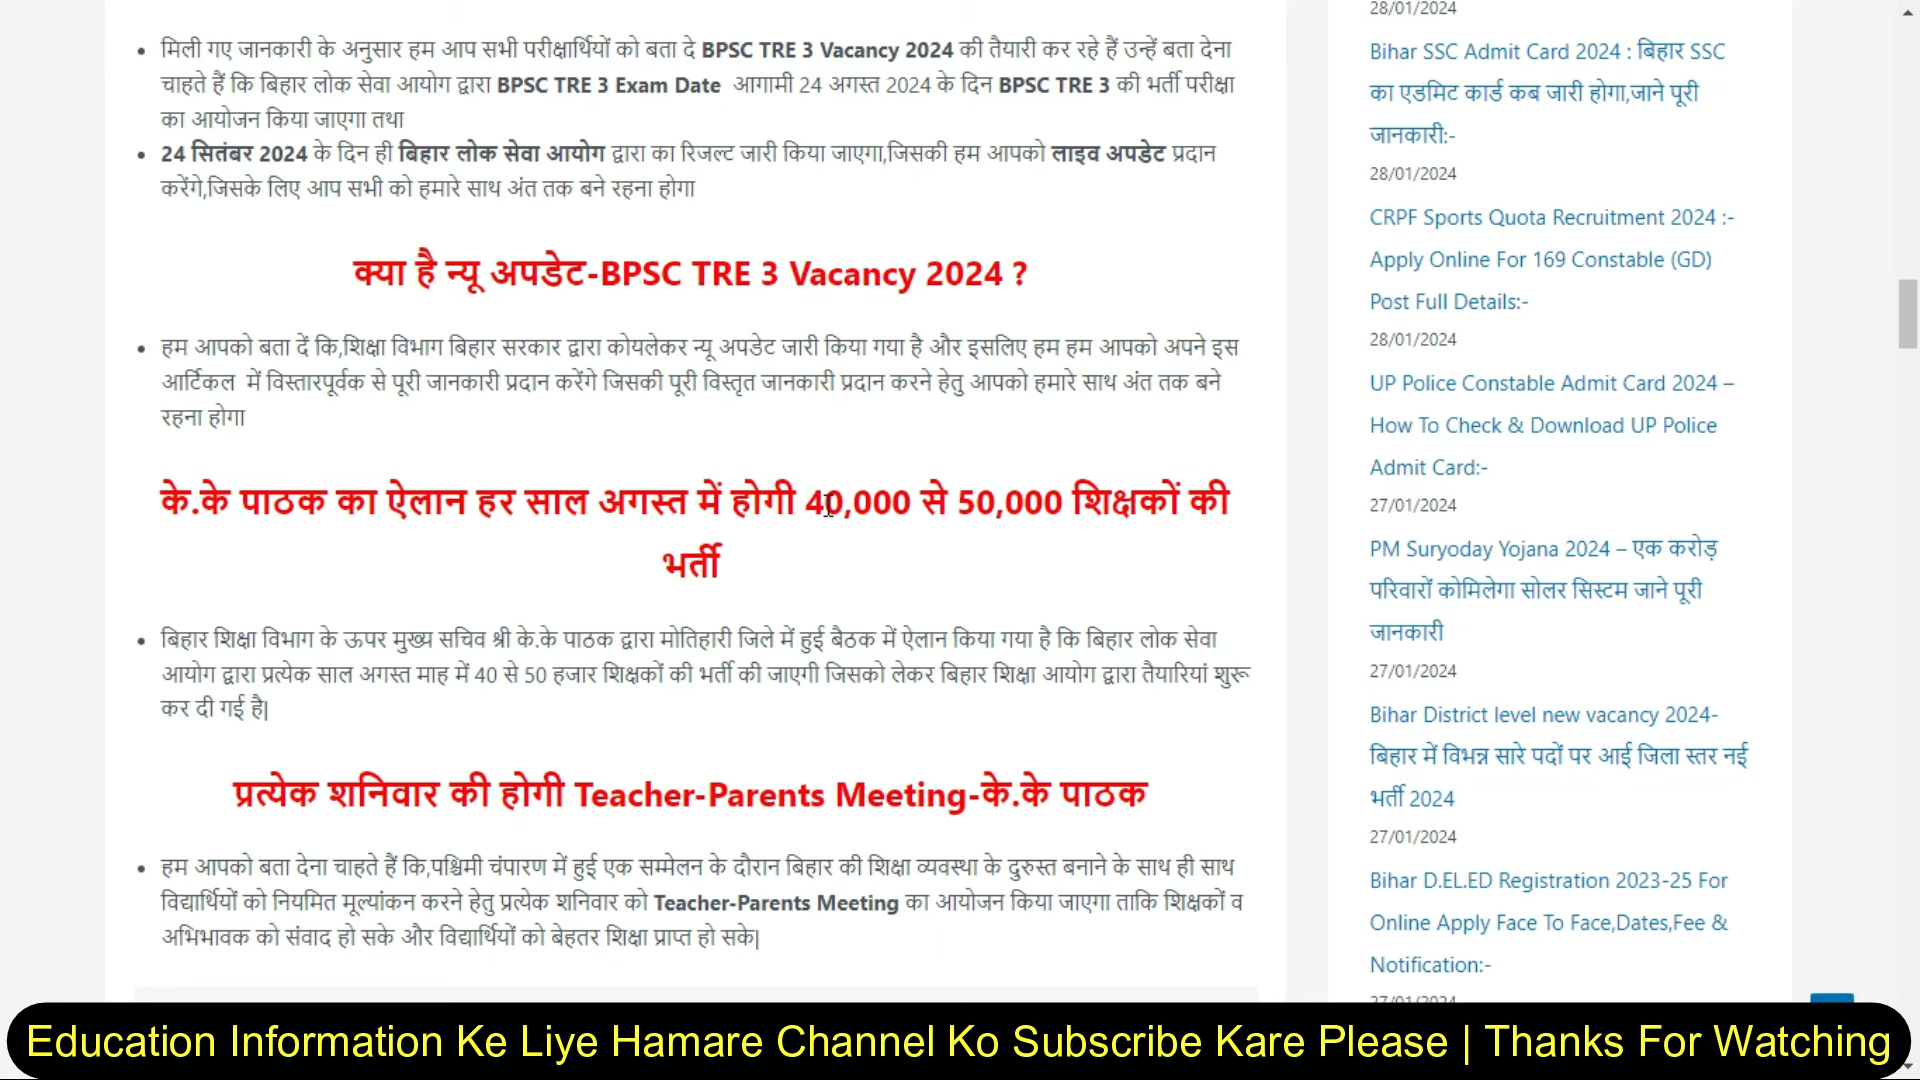 मिली गए जानकारी के अनुसार हम आप सभी परीक्षार्थियों को बता दे BPSC TRE 3 Vacancy 2024 की तैयारी कर रहे हैं उन्हें बता देना
चाहते हैं कि बिहार लोक सेवा आयोग द्वारा BPSC TRE 3 Exam Date आगामी 24 अगस्त 2024 के दिन BPSC TRE 3 की भर्ती परीक्षा
का आयोजन किया जाएगा तथा
24 सितंबर 2024 के दिन ही बिहार लोक सेवा आयोग द्वारा का रिजल्ट जारी किया जाएगा,जिसकी हम आपको लाइव अपडेट प्रदान
करेंगे,जिसके लिए आप सभी को हमारे साथ अंत तक बने रहना होगा
क्या है न्यू अपडेट-BPSC TRE 3 Vacancy 2024 ?
हम आपको बता दें कि,शिक्षा विभाग बिहार सरकार द्वारा कोयलेकर न्यू अपडेट जारी किया गया है और इसलिए हम हम आपको अपने इस
आर्टिकल में विस्तारपूर्वक से पूरी जानकारी प्रदान करेंगे जिसकी पूरी विस्तृत जानकारी प्रदान करने हेतु आपको हमारे साथ अंत तक बने
रहना होगा
के.के पाठक का ऐलान हर साल अगस्त में होगी 40,000 से 50,000 शिक्षकों की
भर्ती
बिहार शिक्षा विभाग के ऊपर मुख्य सचिव श्री के.के पाठक द्वारा मोतिहारी जिले में हुई बैठक में ऐलान किया गया है कि बिहार लोक सेवा
आयोग द्वारा प्रत्येक साल अगस्त माह में 40 से 50 हजार शिक्षकों की भर्ती की जाएगी जिसको लेकर बिहार शिक्षा आयोग द्वारा तैयारियां शुरू
कर दी गई है|
प्रत्येक शनिवार की होगी Teacher-Parents Meeting-के.के पाठक
हम आपको बता देना चाहते हैं कि,पश्चिमी चंपारण में हुई एक सम्मेलन के दौरान बिहार की शिक्षा व्यवस्था के दुरुस्त बनाने के साथ ही साथ
विद्यार्थियों को नियमित मूल्यांकन करने हेतु प्रत्येक शनिवार को Teacher-Parents Meeting का आयोजन किया जाएगा ताकि शिक्षकों व
अभिभावक को संवाद हो सके और विद्यार्थियों को बेहतर शिक्षा प्राप्त हो सके|
28/01/2024
Bihar SSC Admit Card 2024 : बिहार SSC
का एडमिट कार्ड कब जारी होगा,जाने पूरी
जानकारी:-
28/01/2024
CRPF Sports Quota Recruitment 2024 :-
Apply Online For 169 Constable (GD)
Post Full Details:-
28/01/2024
UP Police Constable Admit Card 2024 –
How To Check & Download UP Police
Admit Card:-
27/01/2024
PM Suryoday Yojana 2024 – एक करोड़
परिवारों कोमिलेगा सोलर सिस्टम जाने पूरी
जानकारी
27/01/2024
Bihar District level new vacancy 2024-
बिहार में विभन्न सारे पदों पर आई जिला स्तर नई
भर्ती 2024
27/01/2024
Bihar D.EL.ED Registration 2023-25 For
Online Apply Face To Face,Dates,Fee &
Notification:-
27/01/2024
Education Information Ke Liye Hamare Channel Ko Subscribe Kare Please | Thanks For Watching